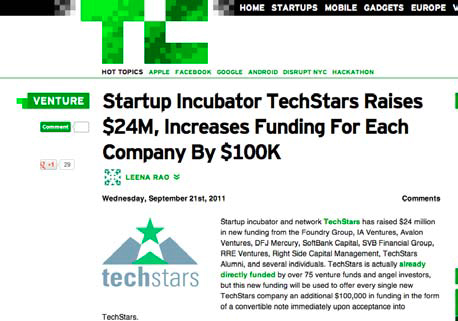 TC
HOME STARTUPS MOBILE GADGETS EUROPE
HOT TOPICS APPLE FACEBOOK GOOGLE ANDROID DISRUPT NYC HACKATHON
VENTURE
Comment
+1 29
Startup Incubator TechStars Raises
$24M, Increases Funding For Each
Company By $100K
LEENA RAO
Wednesday, September 21st, 2011 Comments
techstars
Startup incubator and network TechStars has raised $24 million
in new funding from the Foundry Group, IA Ventures, Avalon
Ventures, DFJ Mercury, SoftBank Capital, SVB Financial Group,
RRE Ventures, Right Side Capital Management, TechStars
Alumni, and several individuals. TechStars is actually already
directly funded by over 75 venture funds and angel investors,
but this new funding will be used to offer every single new
TechStars company an additional $100,000 in funding in the form
of a convertible note immediately upon acceptance into
TechStars.